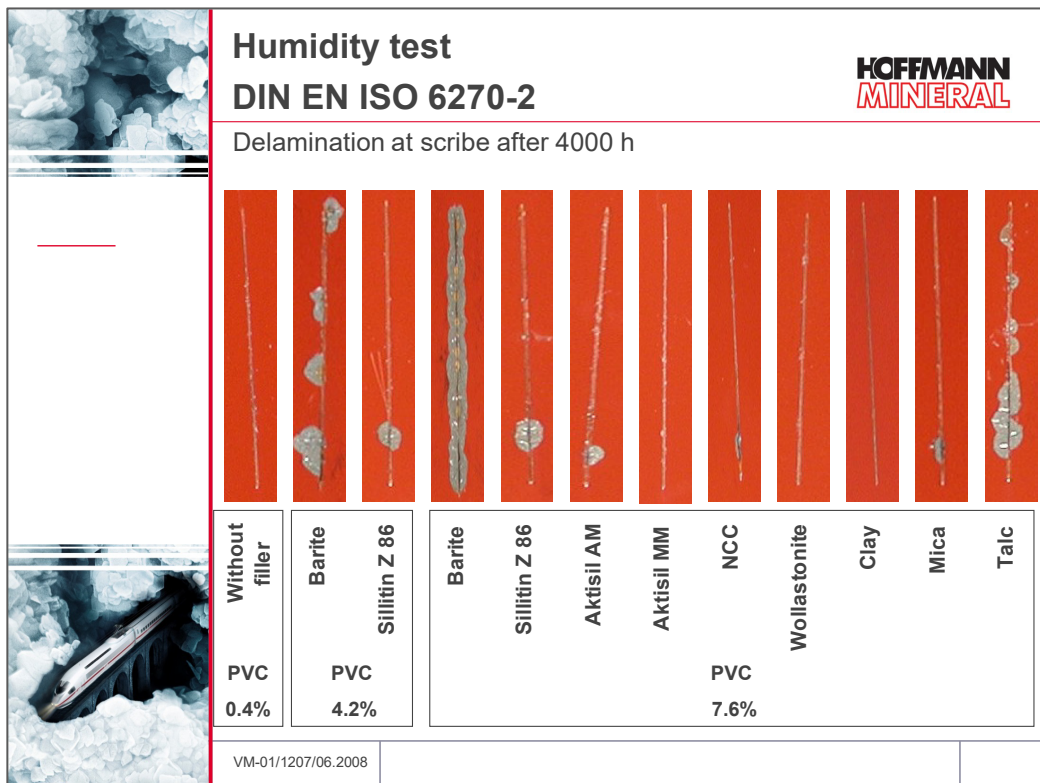 Humidity test
DIN EN ISO 6270-2
HOFFMANN
MINERAL
Delamination at scribe after 4000 h
Without
filler
Barite
Sillitin Z 86
Barite
Sillitin Z 86
Aktisil AM
Aktisil MM
NCC
Wollastonite
Clay
Mica
Talc
PVC
0.4%
PVC
4.2%
PVC
7.6%
VM-01/1207/06.2008